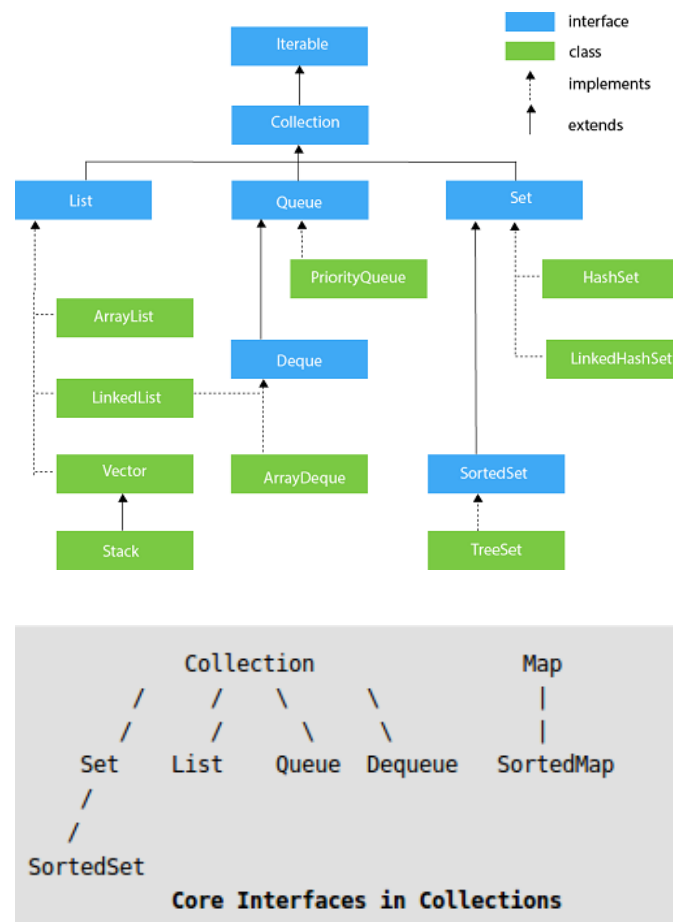 Iterable
interface
class
implements
extends
Collection
List
Queue
Set
PriorityQueue
HashSet
ArrayList
Deque
LinkedHashSet
LinkedList
Vector
ArrayDeque
SortedSet
Stack
TreeSet
Collection Map
/ / \ \ |
/ / \ \ |
Set List Queue Dequeue SortedMap
/
/
SortedSet
Core Interfaces in Collections